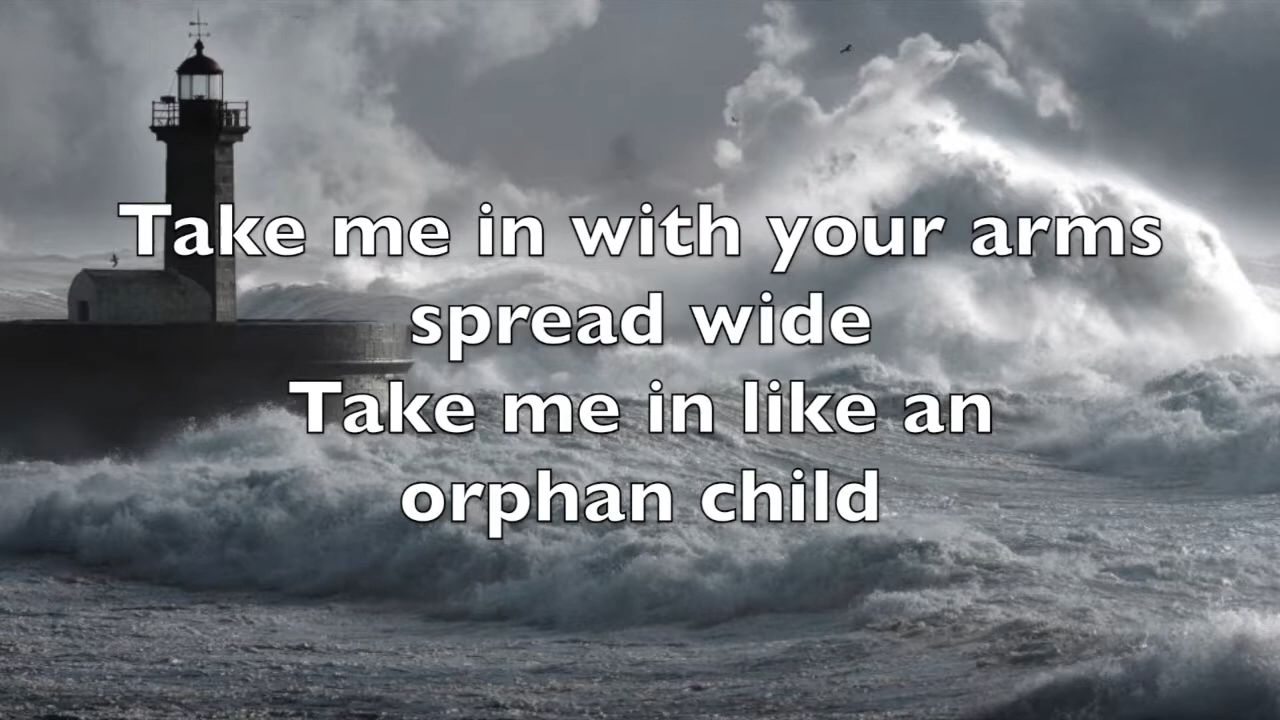 Take me in with your arms
spread wide
Take me in like an
orphan child